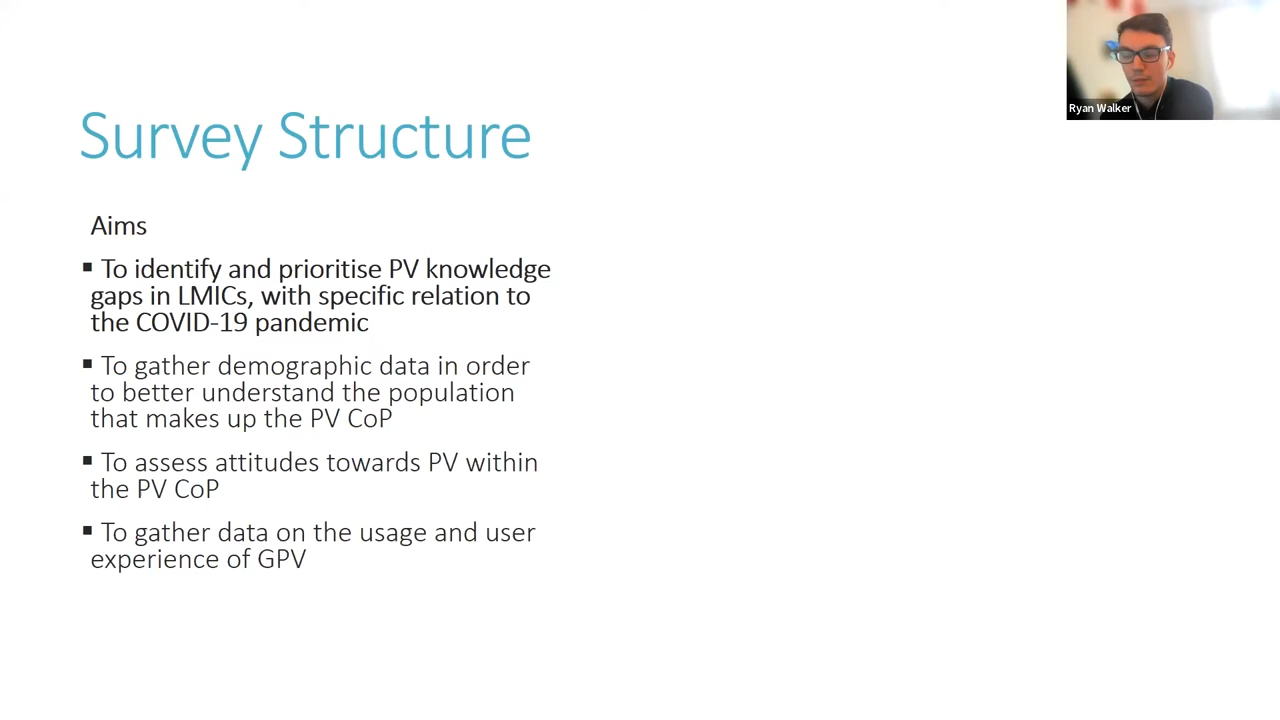 Survey Structure
Aims
▪ To identify and prioritise PV knowledge
gaps in LMICs, with specific relation to
the COVID-19 pandemic
▪ To gather demographic data in order
to better understand the population
that makes up the PV CoP
▪ To assess attitudes towards PV within
the PV CoP
▪ To gather data on the usage and user
experience of GPV
Ryan Walker